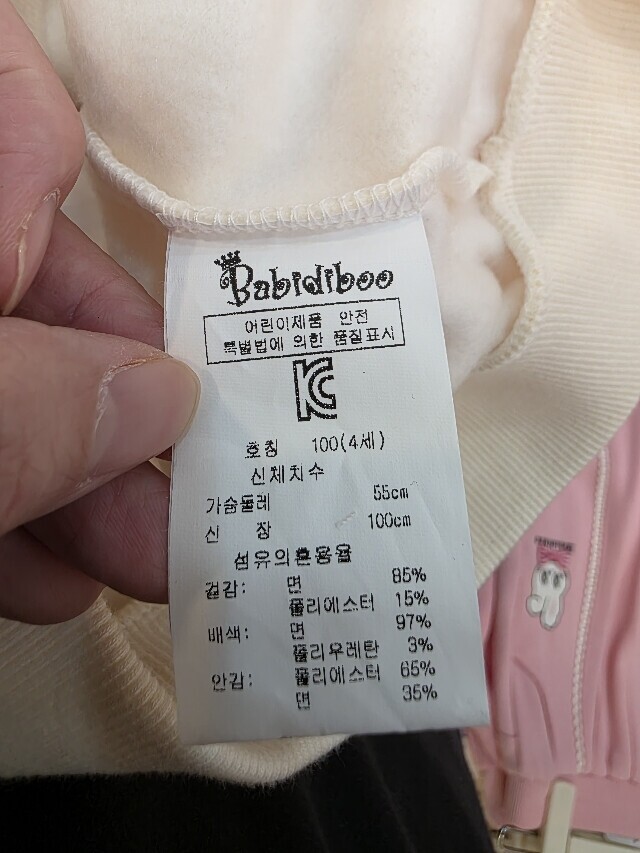 Babidiboo
어린이제품 안전
특별법에 의한 품질표시
KC
호칭 100(4세)
신체치수
가슴둘레 55cm
신 장 100cm
섬유의혼용율
겉감: 면 85%
폴리에스터 15%
배색: 면 97%
폴리우레탄 3%
안감: 폴리에스터 65%
면 35%